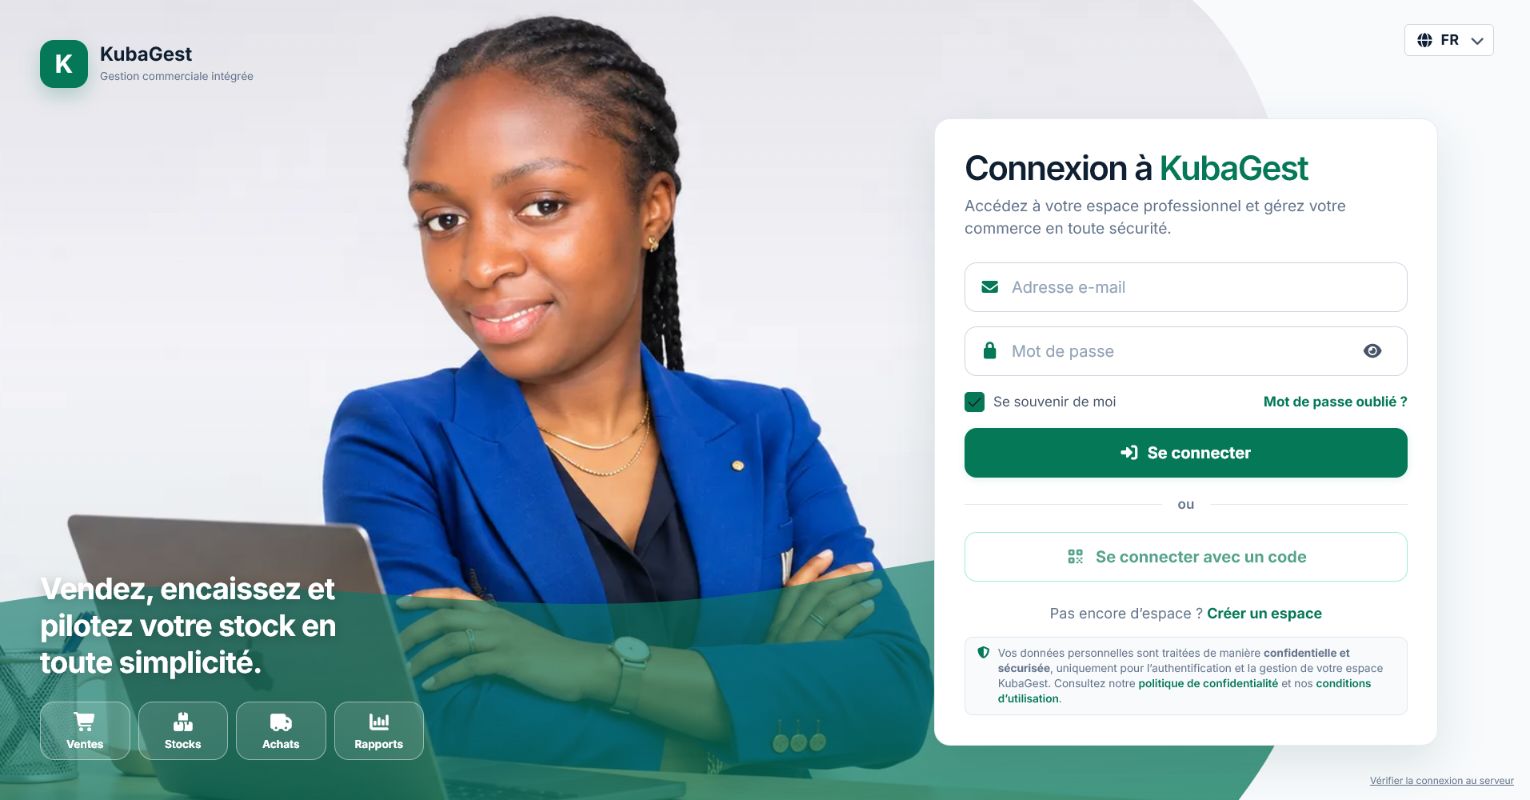 K
KubaGest
Gestion commerciale intégrée
FR
Connexion à KubaGest
Accédez à votre espace professionnel et gérez votre
commerce en toute sécurité.
Adresse e-mail
Mot de passe
Se souvenir de moi
Mot de passe oublié ?
Se connecter
ou
Se connecter avec un code
Pas encore d’espace ? Créer un espace
Vos données personnelles sont traitées de manière confidentielle et
sécurisée, uniquement pour l’authentification et la gestion de votre espace
KubaGest. Consultez notre politique de confidentialité et nos conditions
d’utilisation.
Vendez, encaissez et
pilotez votre stock en
toute simplicité.
Ventes
Stocks
Achats
Rapports
Vérifier la connexion au serveur